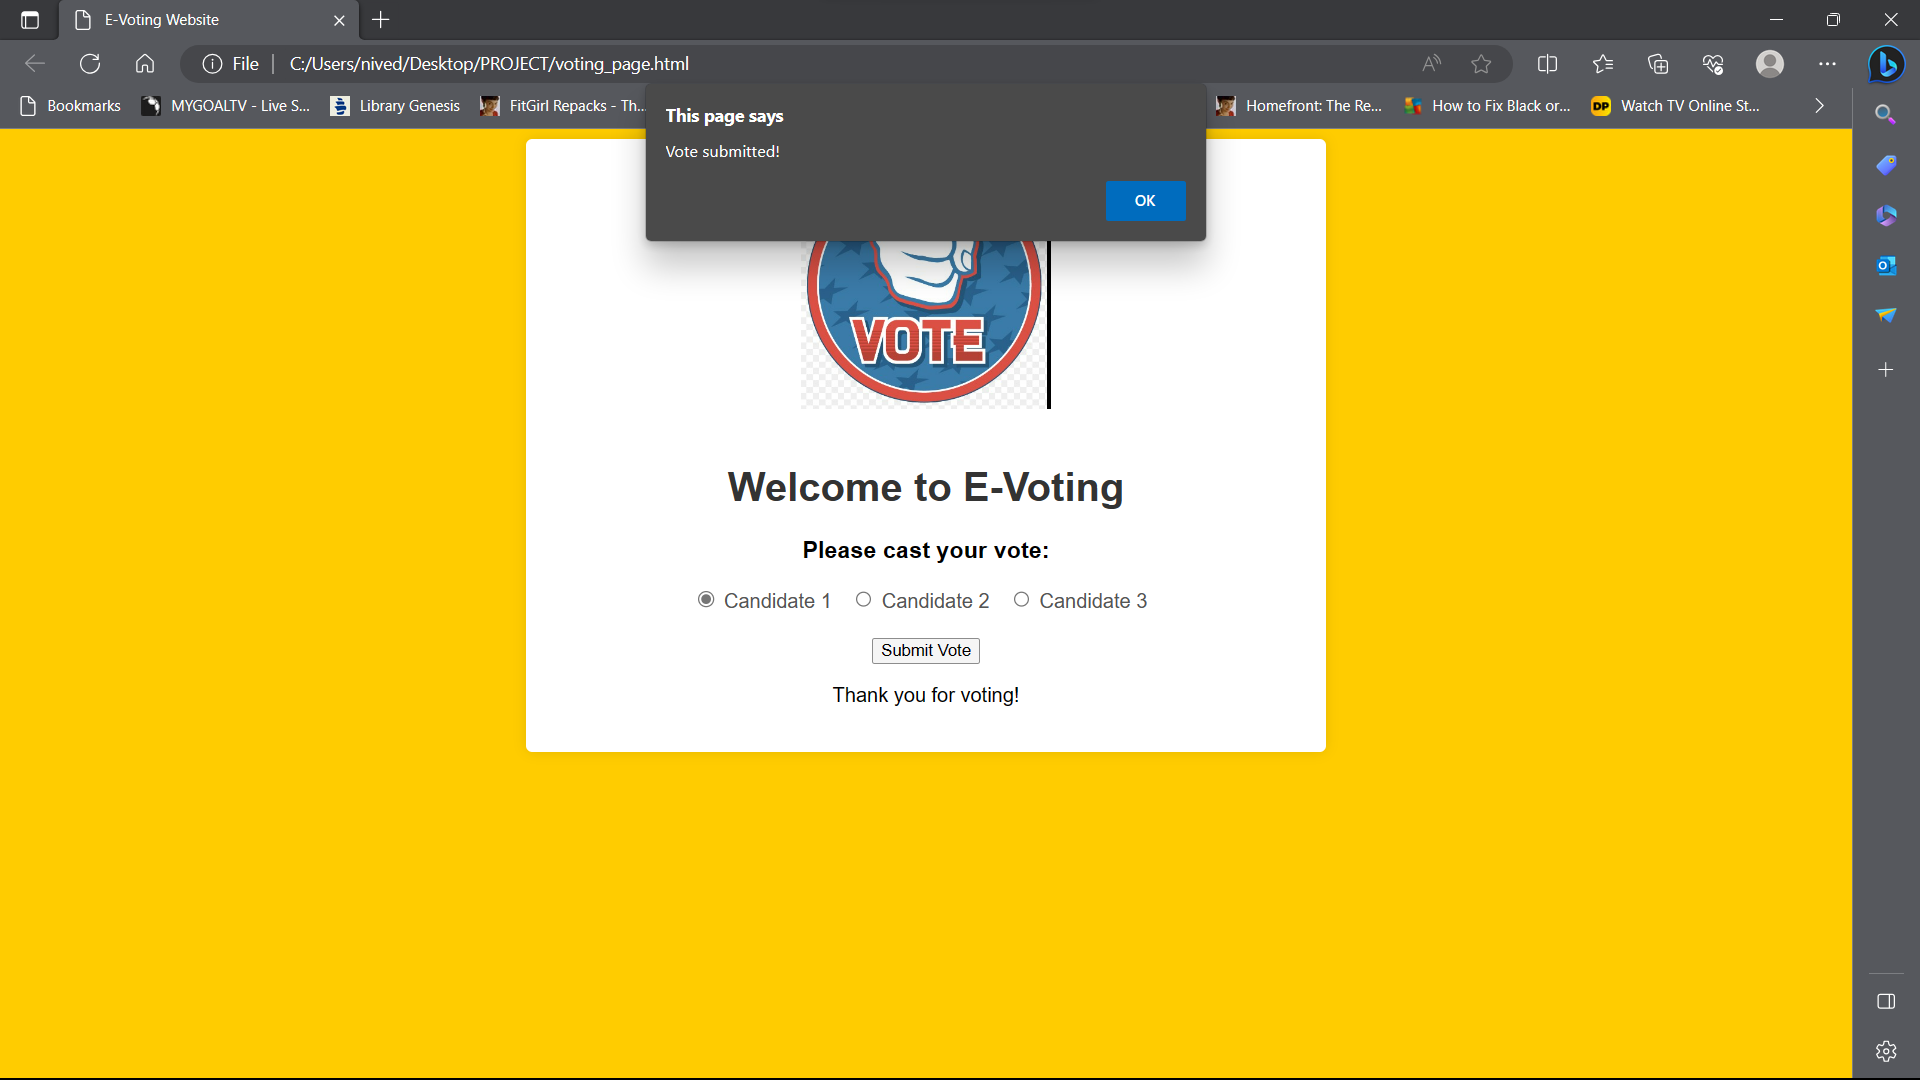 E-Voting Website
File C:/Users/nived/Desktop/PROJECT/voting_page.html
Bookmarks MYGOALTV - Live S... Library Genesis FitGirl Repacks - Th... Homefront: The Re... How to Fix Black or... DP Watch TV Online St...
This page says
Vote submitted!
OK
VOTE
Welcome to E-Voting
Please cast your vote:
Candidate 1 Candidate 2 Candidate 3
Submit Vote
Thank you for voting!